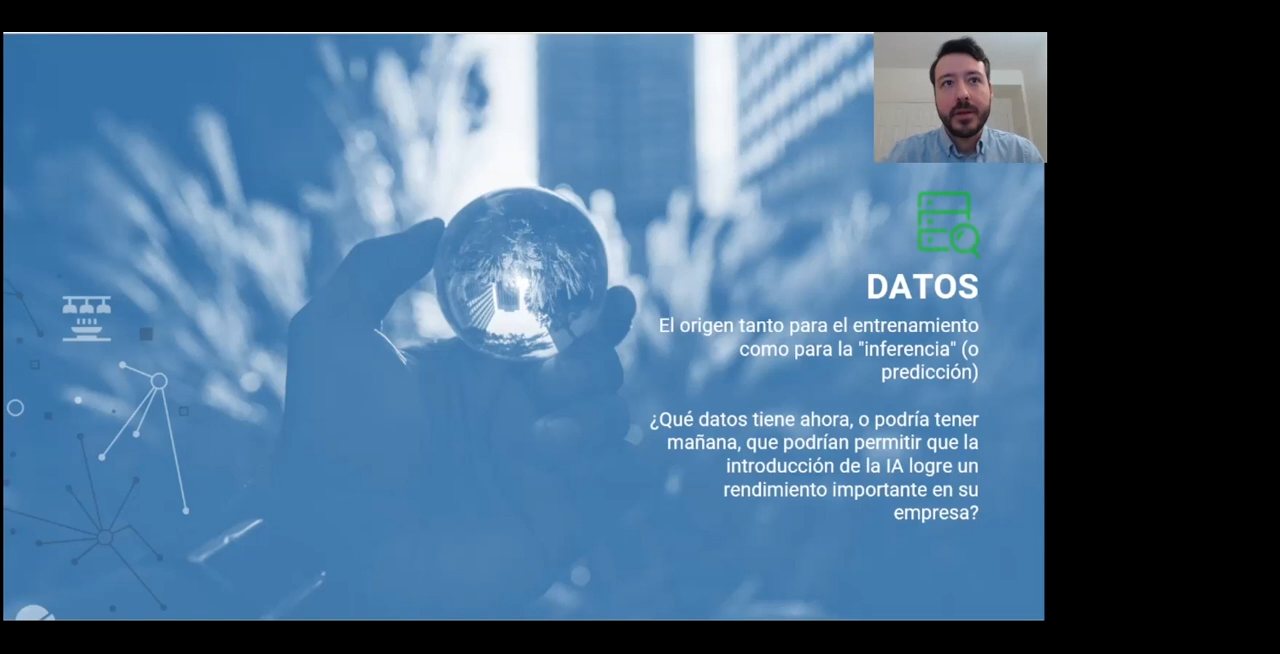 DATOS
El origen tanto para el entrenamiento
como para la "inferencia" (o
predicción)
¿Qué datos tiene ahora, o podría tener
mañana, que podrían permitir que la
introducción de la IA logre un
rendimiento importante en su
empresa?